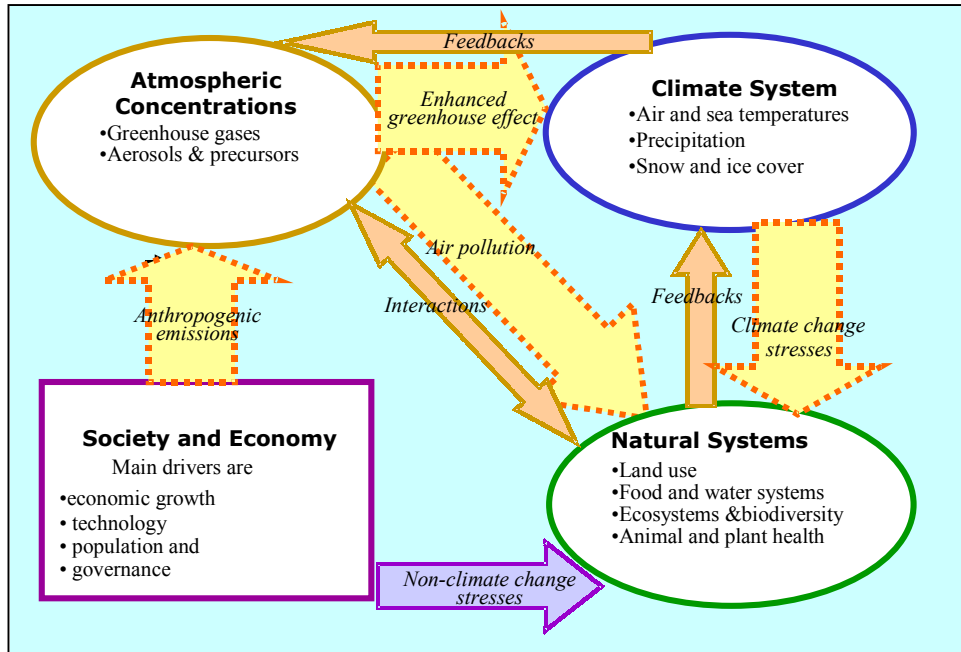 Feedbacks
Atmospheric
Concentrations
•Greenhouse gases
•Aerosols & precursors
Enhanced
greenhouse effect
Climate System
•Air and sea temperatures
•Precipitation
•Snow and ice cover
Air pollution
Interactions
Feedbacks
Climate change
stresses
Anthropogenic
emissions
Society and Economy
Main drivers are
•economic growth
• technology
• population and
• governance
Natural Systems
•Land use
•Food and water systems
•Ecosystems &biodiversity
•Animal and plant health
Non-climate change
stresses